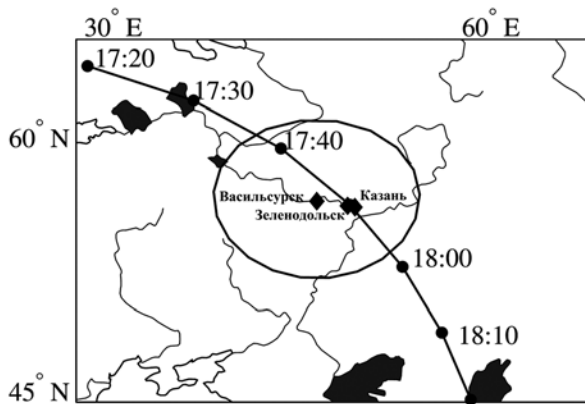 30° E 60° E
17:20
17:30
60° N
17:40
Васильсурск Казань
Зеленодольск
18:00
18:10
45° N